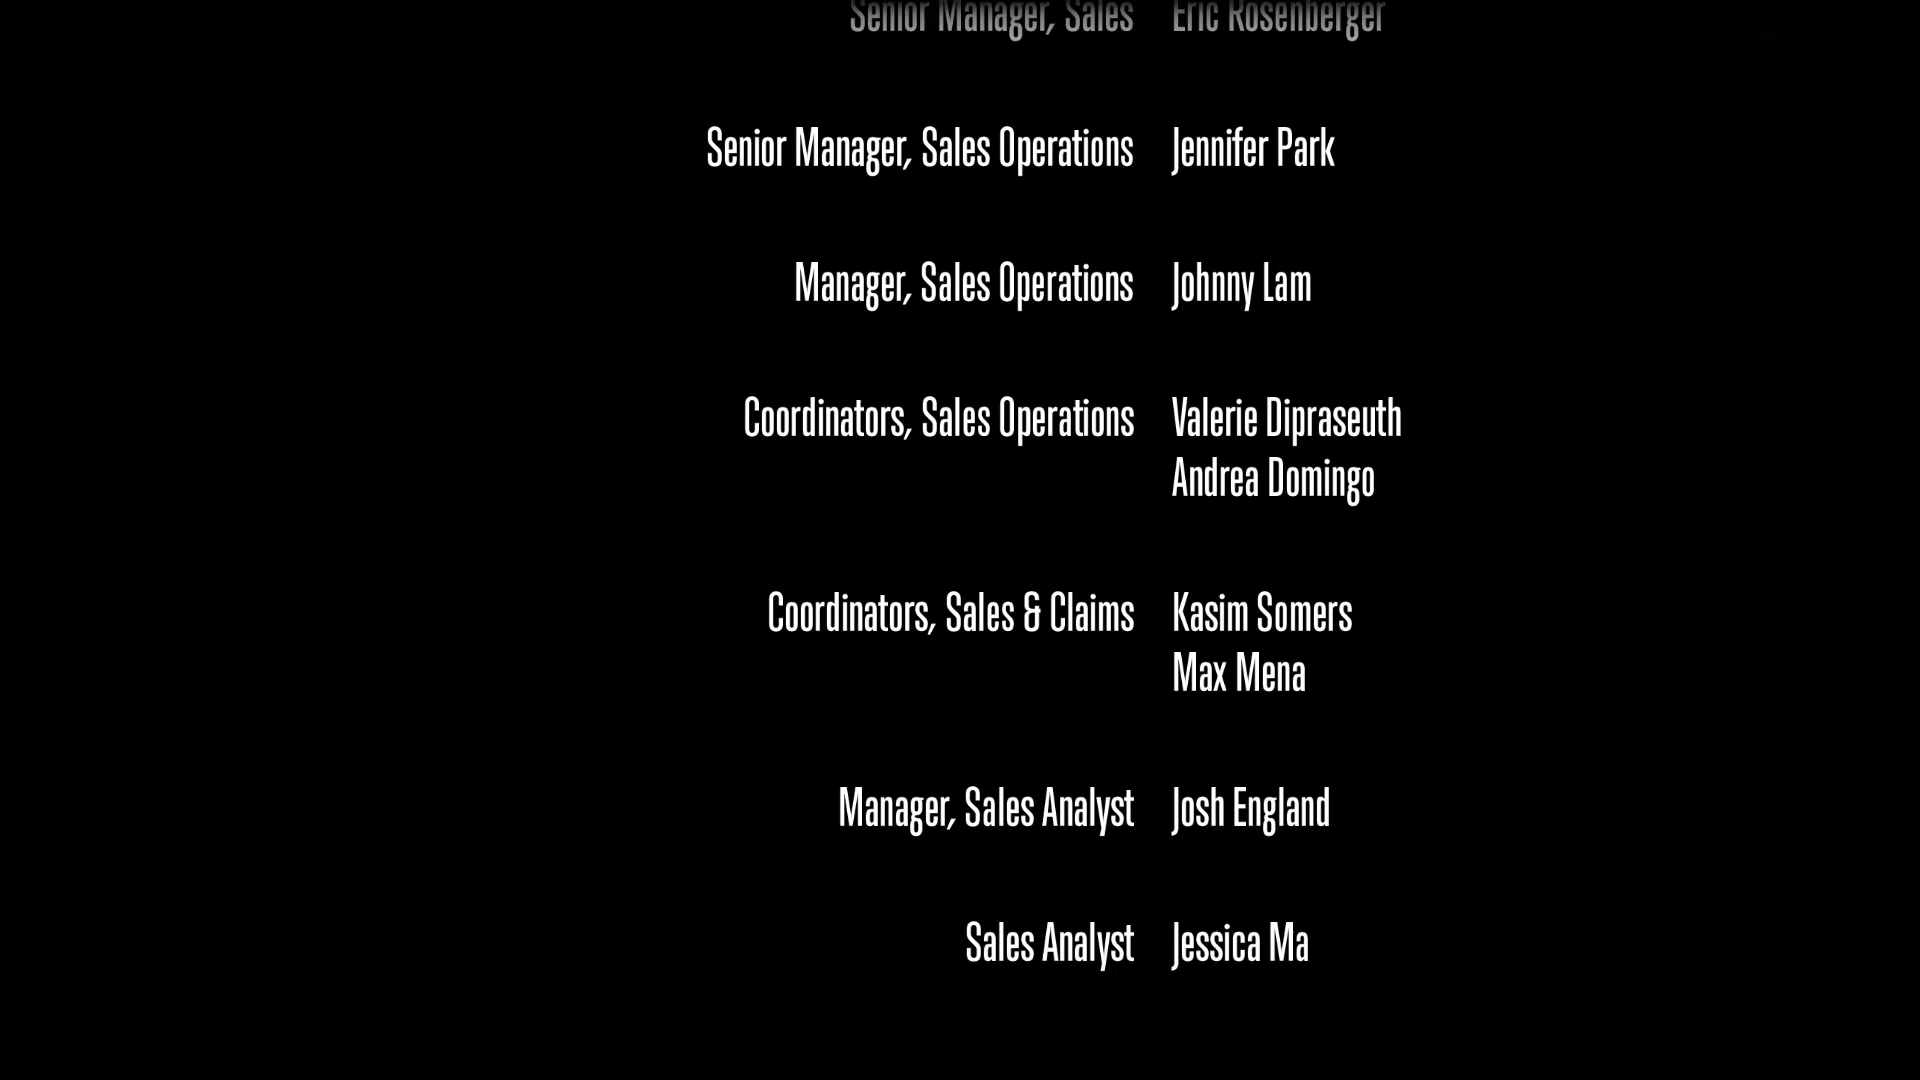 Senior Manager, Sales Eric Rosenberger
Senior Manager, Sales Operations Jennifer Park
Manager, Sales Operations Johnny Lam
Coordinators, Sales Operations Valerie Dipraseuth
Andrea Domingo
Coordinators, Sales & Claims Kasim Somers
Max Mena
Manager, Sales Analyst Josh England
Sales Analyst Jessica Ma